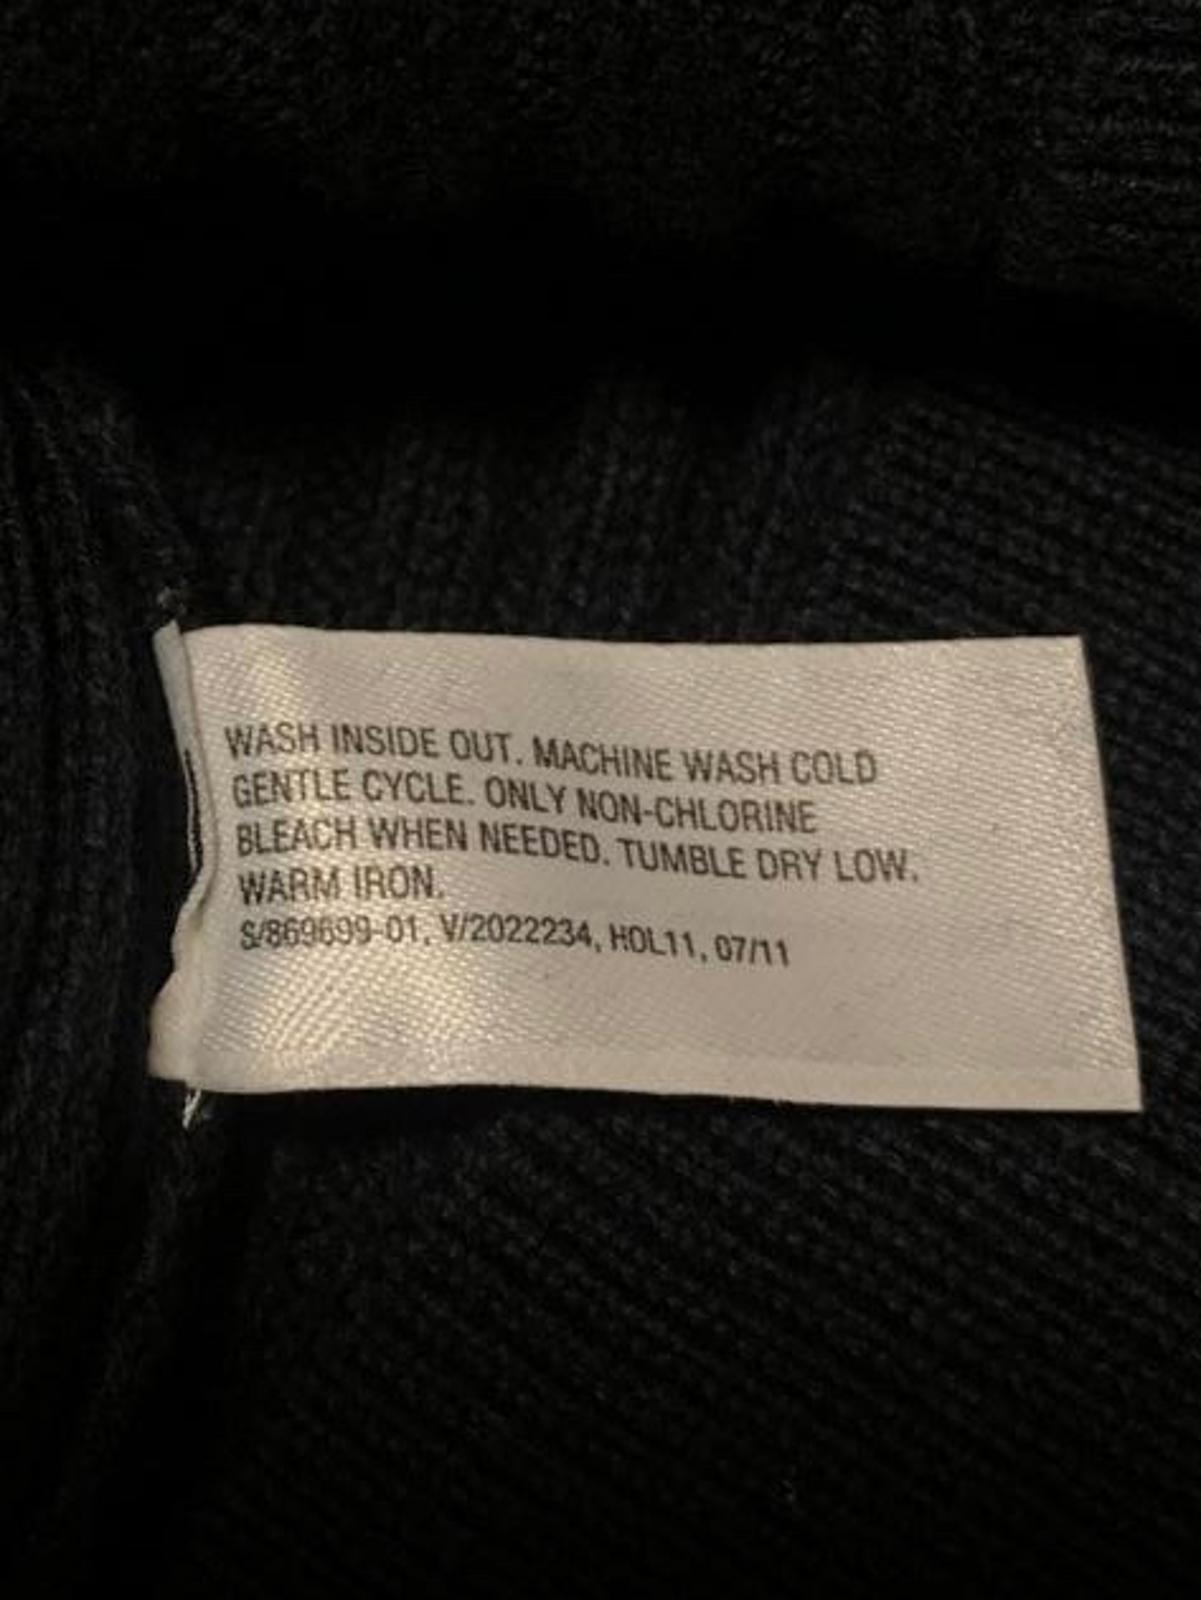 WASH INSIDE OUT. MACHINE WASH COLD
GENTLE CYCLE. ONLY NON-CHLORINE
BLEACH WHEN NEEDED. TUMBLE DRY LOW.
WARM IRON.
S/869699-01, V/2022234, HOL11, 07/11